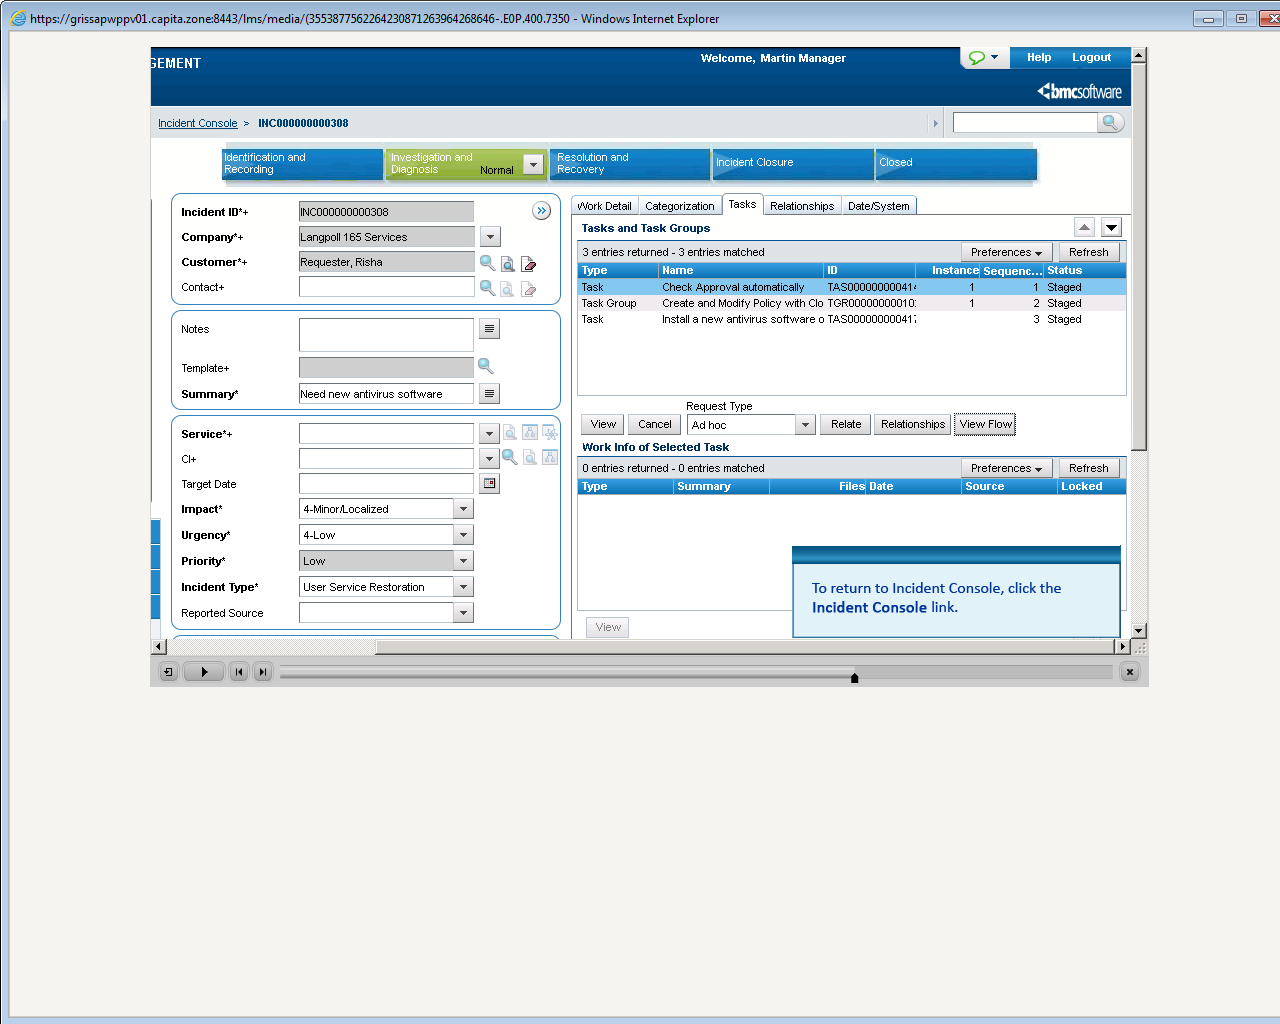 https://grissapwppv01.capita.zone:8443/lms/media/(3553877562264230871263964268646-.E0P.400.7350 - Windows Internet Explorer
GEMENT
Welcome, Martin Manager
Help
Logout
bmcsoftware
Incident Console > INC000000000308
Identification and
Recording
Investigation and
Diagnosis
Normal
Resolution and
Recovery
Incident Closure
Closed
Incident ID*+
INC000000000308
Company*+
Langpoll 165 Services
Customer*+
Requester, Risha
Contact+
Notes
Template+
Summary*
Need new antivirus software
Service*+
CI+
Target Date
Impact*
4-Minor/Localized
Urgency*
4-Low
Priority*
Low
Incident Type*
User Service Restoration
Reported Source
Work Detail
Categorization
Tasks
Relationships
Date/System
Tasks and Task Groups
3 entries returned - 3 entries matched
Preferences
Refresh
Type Name ID Instance Sequenc... Status
Task Check Approval automatically TAS00000000414 1 1 Staged
Task Group Create and Modify Policy with Clo TGR0000000010 1 2 Staged
Task Install a new antivirus software o TAS00000000417 3 Staged
Request Type
View
Cancel
Ad hoc
Relate
Relationships
View Flow
Work Info of Selected Task
0 entries returned - 0 entries matched
Preferences
Refresh
Type Summary Files Date Source Locked
To return to Incident Console, click the
Incident Console link.
View